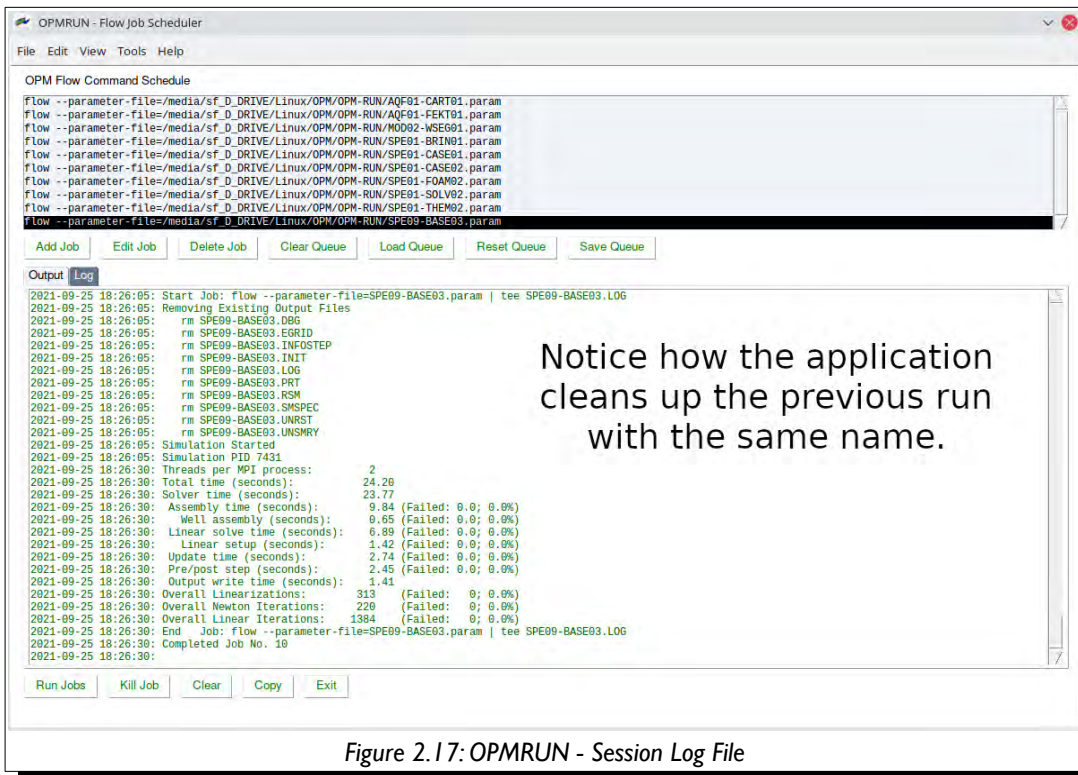 OPMRUN - Flow Job Scheduler
File Edit View Tools Help
OPM Flow Command Schedule
flow --parameter-file=/media/sf_D_DRIVE/Linux/OPM/OPM-RUN/AQF01-CART01.param
flow --parameter-file=/media/sf_D_DRIVE/Linux/OPM/OPM-RUN/AQF01-FEKT01.param
flow --parameter-file=/media/sf_D_DRIVE/Linux/OPM/OPM-RUN/MOD02-WSEG01.param
flow --parameter-file=/media/sf_D_DRIVE/Linux/OPM/OPM-RUN/SPE01-BRIN01.param
flow --parameter-file=/media/sf_D_DRIVE/Linux/OPM/OPM-RUN/SPE01-CASE01.param
flow --parameter-file=/media/sf_D_DRIVE/Linux/OPM/OPM-RUN/SPE01-CASE02.param
flow --parameter-file=/media/sf_D_DRIVE/Linux/OPM/OPM-RUN/SPE01-FOAM02.param
flow --parameter-file=/media/sf_D_DRIVE/Linux/OPM/OPM-RUN/SPE01-SOLV02.param
flow --parameter-file=/media/sf_D_DRIVE/Linux/OPM/OPM-RUN/SPE01-THEM02.param
flow --parameter-file=/media/sf_D_DRIVE/Linux/OPM/OPM-RUN/SPE09-BASE03.param
Add Job Edit Job Delete Job Clear Queue Load Queue Reset Queue Save Queue
Output Log
2021-09-25 18:26:05: Start Job: flow --parameter-file=SPE09-BASE03.param | tee SPE09-BASE03.LOG
2021-09-25 18:26:05: Removing Existing Output Files
2021-09-25 18:26:05: rm SPE09-BASE03.DBG
2021-09-25 18:26:05: rm SPE09-BASE03.EGRID
2021-09-25 18:26:05: rm SPE09-BASE03.INFOSTEP
2021-09-25 18:26:05: rm SPE09-BASE03.INIT
2021-09-25 18:26:05: rm SPE09-BASE03.LOG
2021-09-25 18:26:05: rm SPE09-BASE03.PRT
2021-09-25 18:26:05: rm SPE09-BASE03.RSM
2021-09-25 18:26:05: rm SPE09-BASE03.SMSPEC
2021-09-25 18:26:05: rm SPE09-BASE03.UNRST
2021-09-25 18:26:05: rm SPE09-BASE03.UNSMRY
2021-09-25 18:26:05: Simulation Started
2021-09-25 18:26:05: Simulation PID 7431
2021-09-25 18:26:30: Threads per MPI process: 2
2021-09-25 18:26:30: Total time (seconds): 24.20
2021-09-25 18:26:30: Solver time (seconds): 23.77
2021-09-25 18:26:30: Assembly time (seconds): 9.84 (Failed: 0.0; 0.0%)
2021-09-25 18:26:30: Well assembly (seconds): 0.65 (Failed: 0.0; 0.0%)
2021-09-25 18:26:30: Linear solve time (seconds): 6.89 (Failed: 0.0; 0.0%)
2021-09-25 18:26:30: Linear setup (seconds): 1.42 (Failed: 0.0; 0.0%)
2021-09-25 18:26:30: Update time (seconds): 2.74 (Failed: 0.0; 0.0%)
2021-09-25 18:26:30: Pre/post step (seconds): 2.45 (Failed: 0.0; 0.0%)
2021-09-25 18:26:30: Output write time (seconds): 1.41
2021-09-25 18:26:30: Overall Linearizations: 313 (Failed: 0; 0.0%)
2021-09-25 18:26:30: Overall Newton Iterations: 220 (Failed: 0; 0.0%)
2021-09-25 18:26:30: Overall Linear Iterations: 1384 (Failed: 0; 0.0%)
2021-09-25 18:26:30: End Job: flow --parameter-file=SPE09-BASE03.param | tee SPE09-BASE03.LOG
2021-09-25 18:26:30: Completed Job No. 10
2021-09-25 18:26:30:
Notice how the application
cleans up the previous run
with the same name.
Run Jobs Kill Job Clear Copy Exit
Figure 2.17: OPMRUN - Session Log File